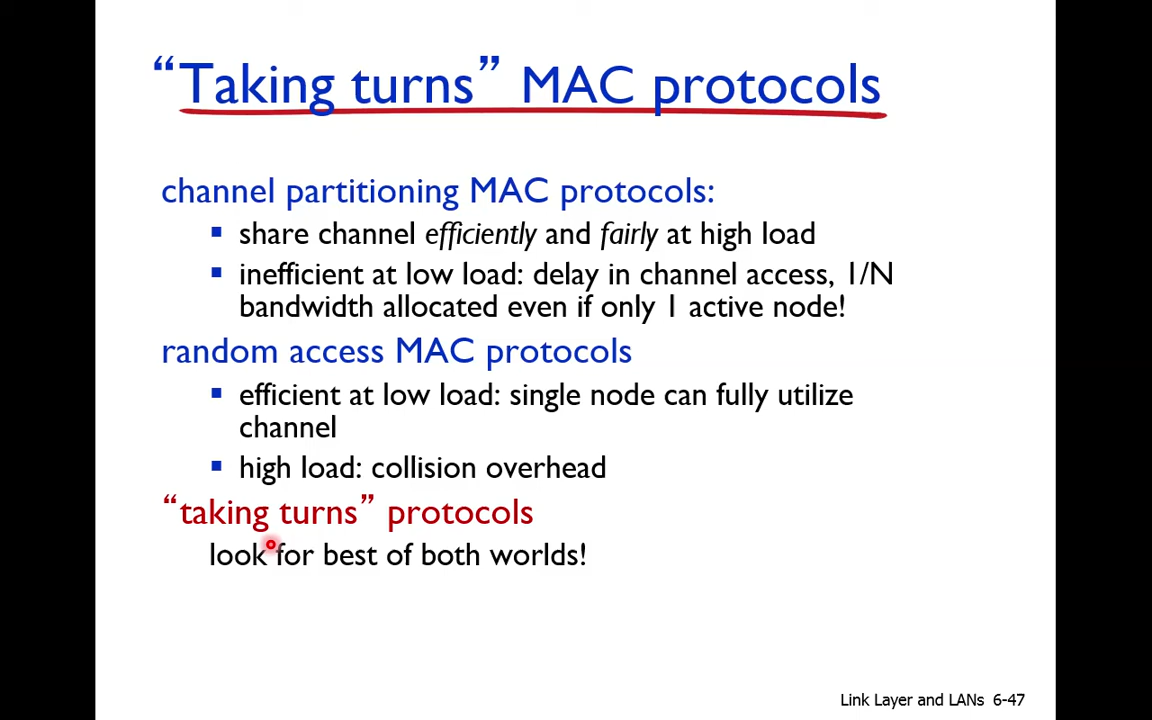 “Taking turns” MAC protocols
channel partitioning MAC protocols:
▪ share channel efficiently and fairly at high load
▪ inefficient at low load: delay in channel access, 1/N
bandwidth allocated even if only 1 active node!
random access MAC protocols
▪ efficient at low load: single node can fully utilize
channel
▪ high load: collision overhead
“taking turns” protocols
look for best of both worlds!
Link Layer and LANs 6-47